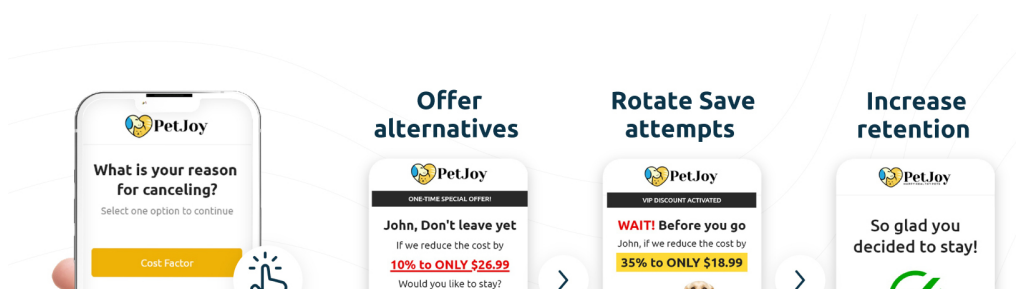 PetJoy
What is your reason
for canceling?
Select one option to continue
Cost Factor
Offer
alternatives
PetJoy
ONE-TIME SPECIAL OFFER!
John, Don't leave yet
If we reduce the cost by
10% to ONLY $26.99
Would you like to stay?
Rotate Save
attempts
PetJoy
VIP DISCOUNT ACTIVATED
WAIT! Before you go
John, if we reduce the cost by
35% to ONLY $18.99
Increase
retention
PetJoy
So glad you
decided to stay!